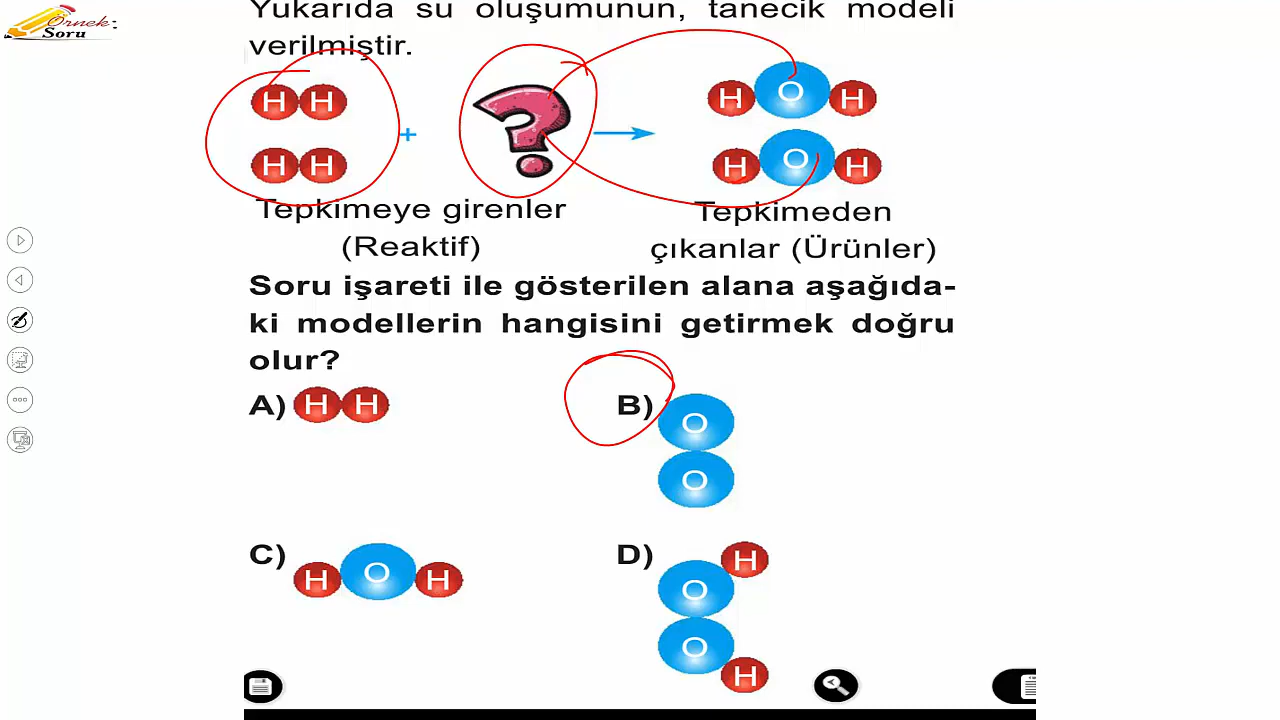 Örnek
Soru
Yukarıda su oluşumunun, tanecik modeli
verilmiştir.
H H H O H
+
H H H O H
Tepkimeye girenler Tepkimeden
(Reaktif) çıkanlar (Ürünler)
Soru işareti ile gösterilen alana aşağıda-
ki modellerin hangisini getirmek doğru
olur?
A) H H B) O
O
C) H O H D) O H
O H